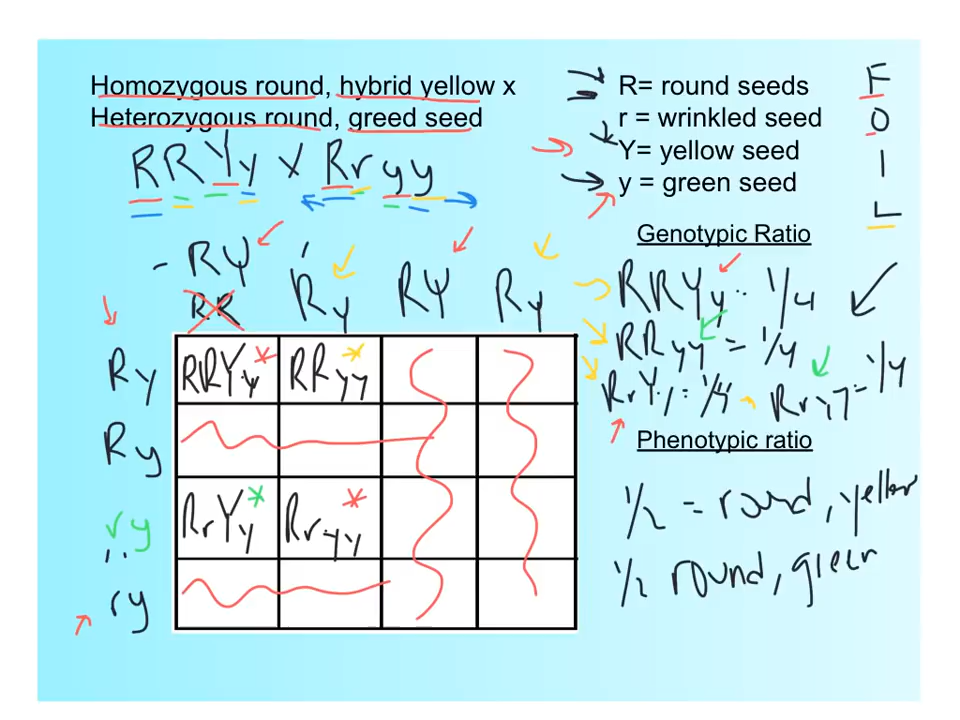 Homozygous round, hybrid yellow x
Heterozygous round, greed seed
RRYy x Rryy
R= round seeds
r = wrinkled seed
Y= yellow seed
y = green seed
F
O
I
L
Genotypic Ratio
RRYy = 1/4
RRyy = 1/4
RrYy = 1/4 Rryy = 1/4
Phenotypic ratio
1/2 = round, yellow
1/2 round, green
RY Ry RY Ry
RR
Ry RRYy RRyy
Ry
ry RrYy Rryy
ry